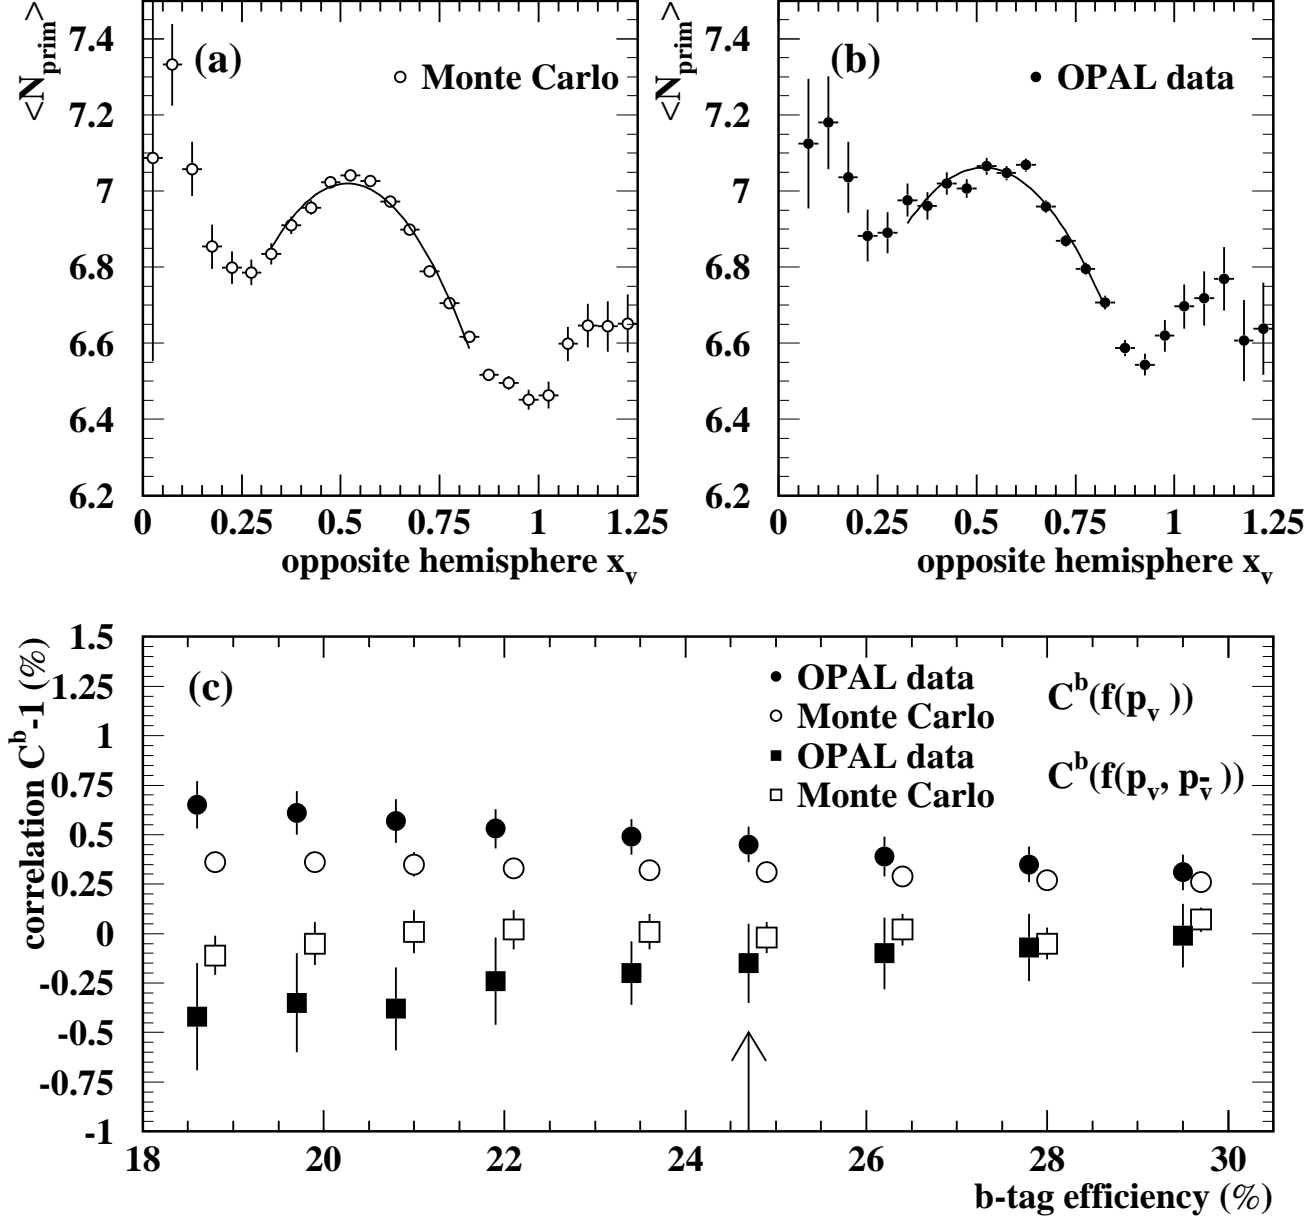 <N_prim>
(a)
Monte Carlo
7.4
7.2
7
6.8
6.6
6.4
6.2
0 0.25 0.5 0.75 1 1.25
opposite hemisphere x_v
<N_prim>
(b)
OPAL data
7.4
7.2
7
6.8
6.6
6.4
6.2
0 0.25 0.5 0.75 1 1.25
opposite hemisphere x_v
correlation C^b-1 (%)
(c)
OPAL data
Monte Carlo
C^b(f(p_v))
OPAL data
Monte Carlo
C^b(f(p_v, p_v̄))
1.5
1.25
1
0.75
0.5
0.25
0
-0.25
-0.5
-0.75
-1
18 20 22 24 26 28 30
b-tag efficiency (%)